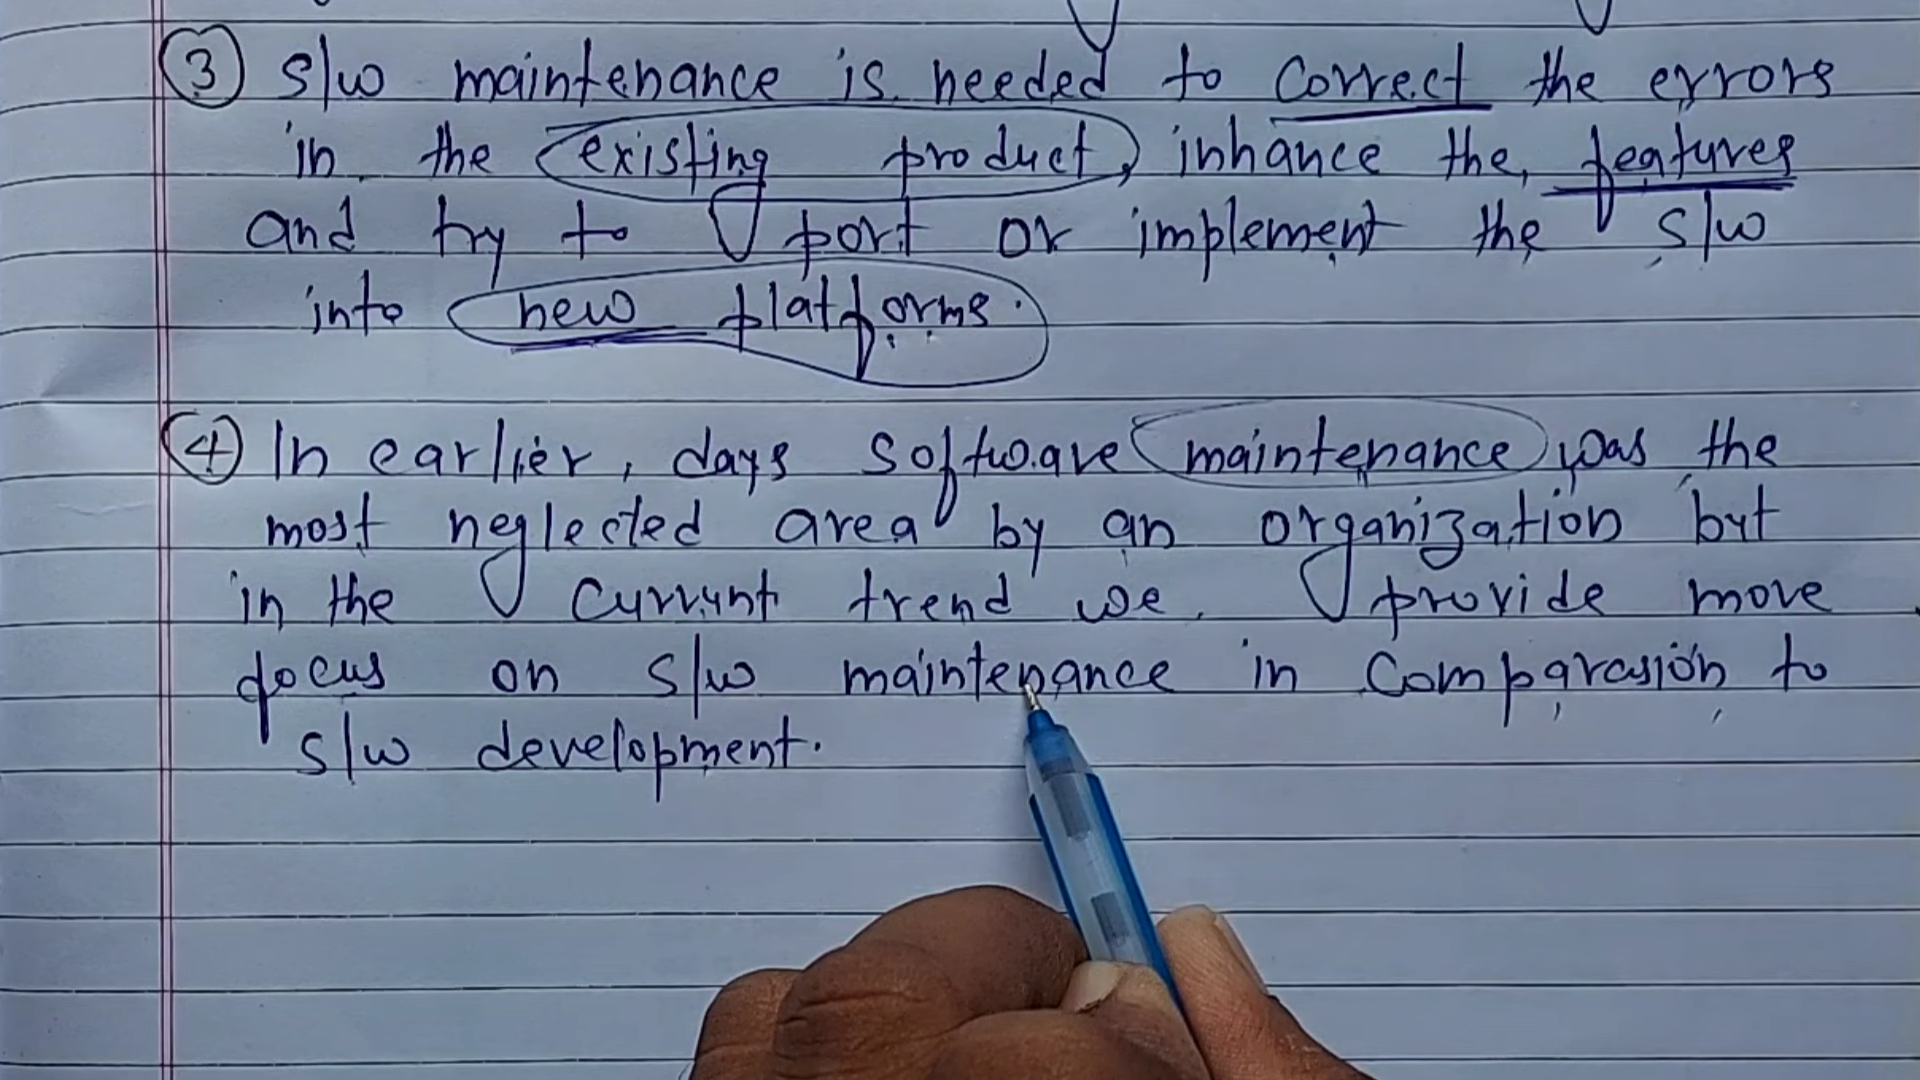 ③ S/w maintenance is needed to correct the errors
in the existing product, inhance the features
and try to port or implement the s/w
into new platforms.
④ In earlier, days software maintenance was the
most neglected area by an organization but
in the currunt trend we provide more
focus on s/w maintenance in comparasion to
s/w development.